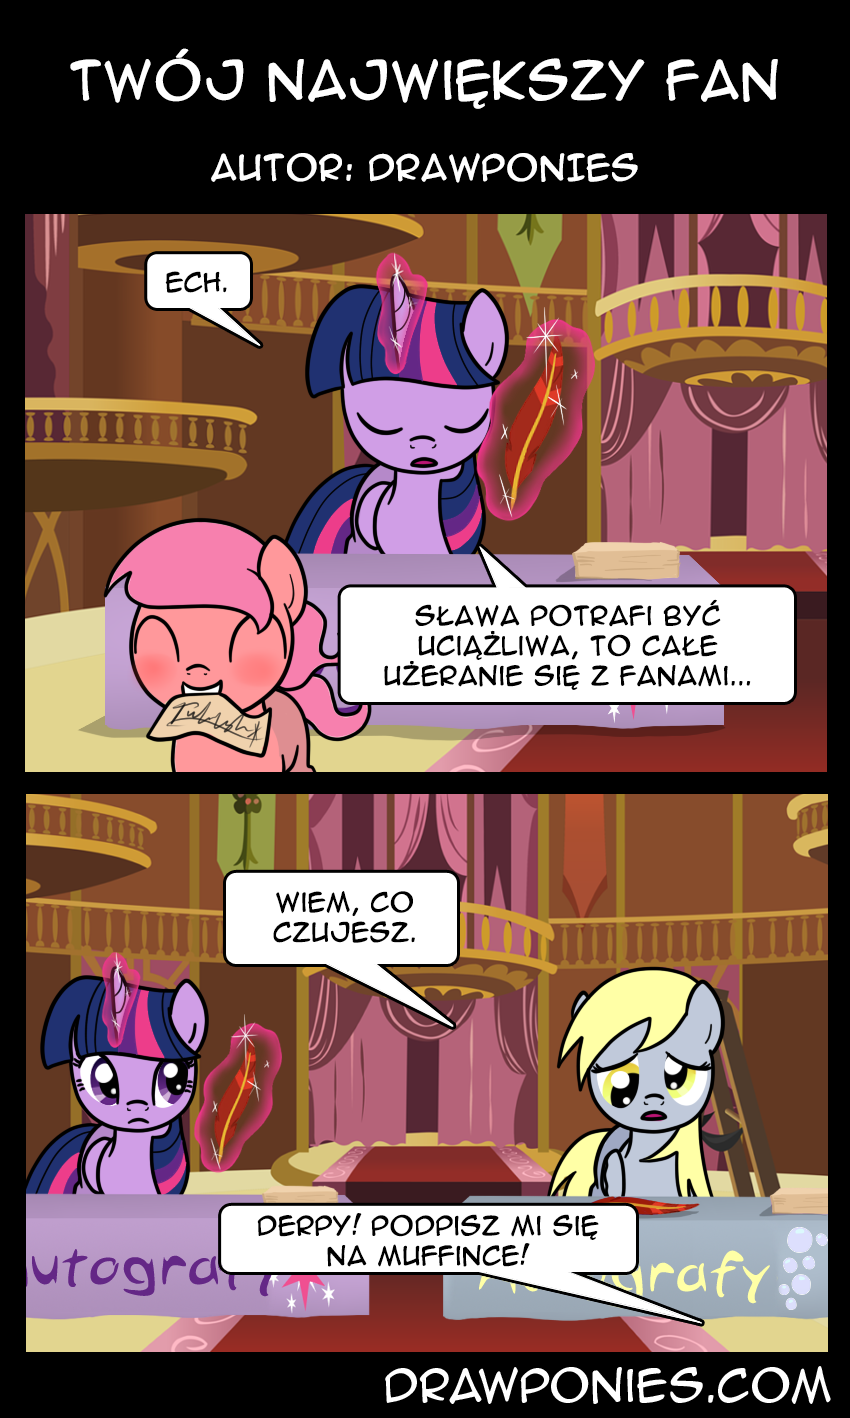 TWÓJ NAJWIĘKSZY FAN
AUTOR: DRAWPONIES
ECH.
SŁAWA POTRAFI BYĆ
UCIĄŻLIWA, TO CAŁE
UŻERANIE SIĘ Z FANAMI...
WIEM, CO
CZUJESZ.
DERPY! PODPISZ MI SIĘ
NA MUFFINCE!
autografy
DRAWPONIES.COM